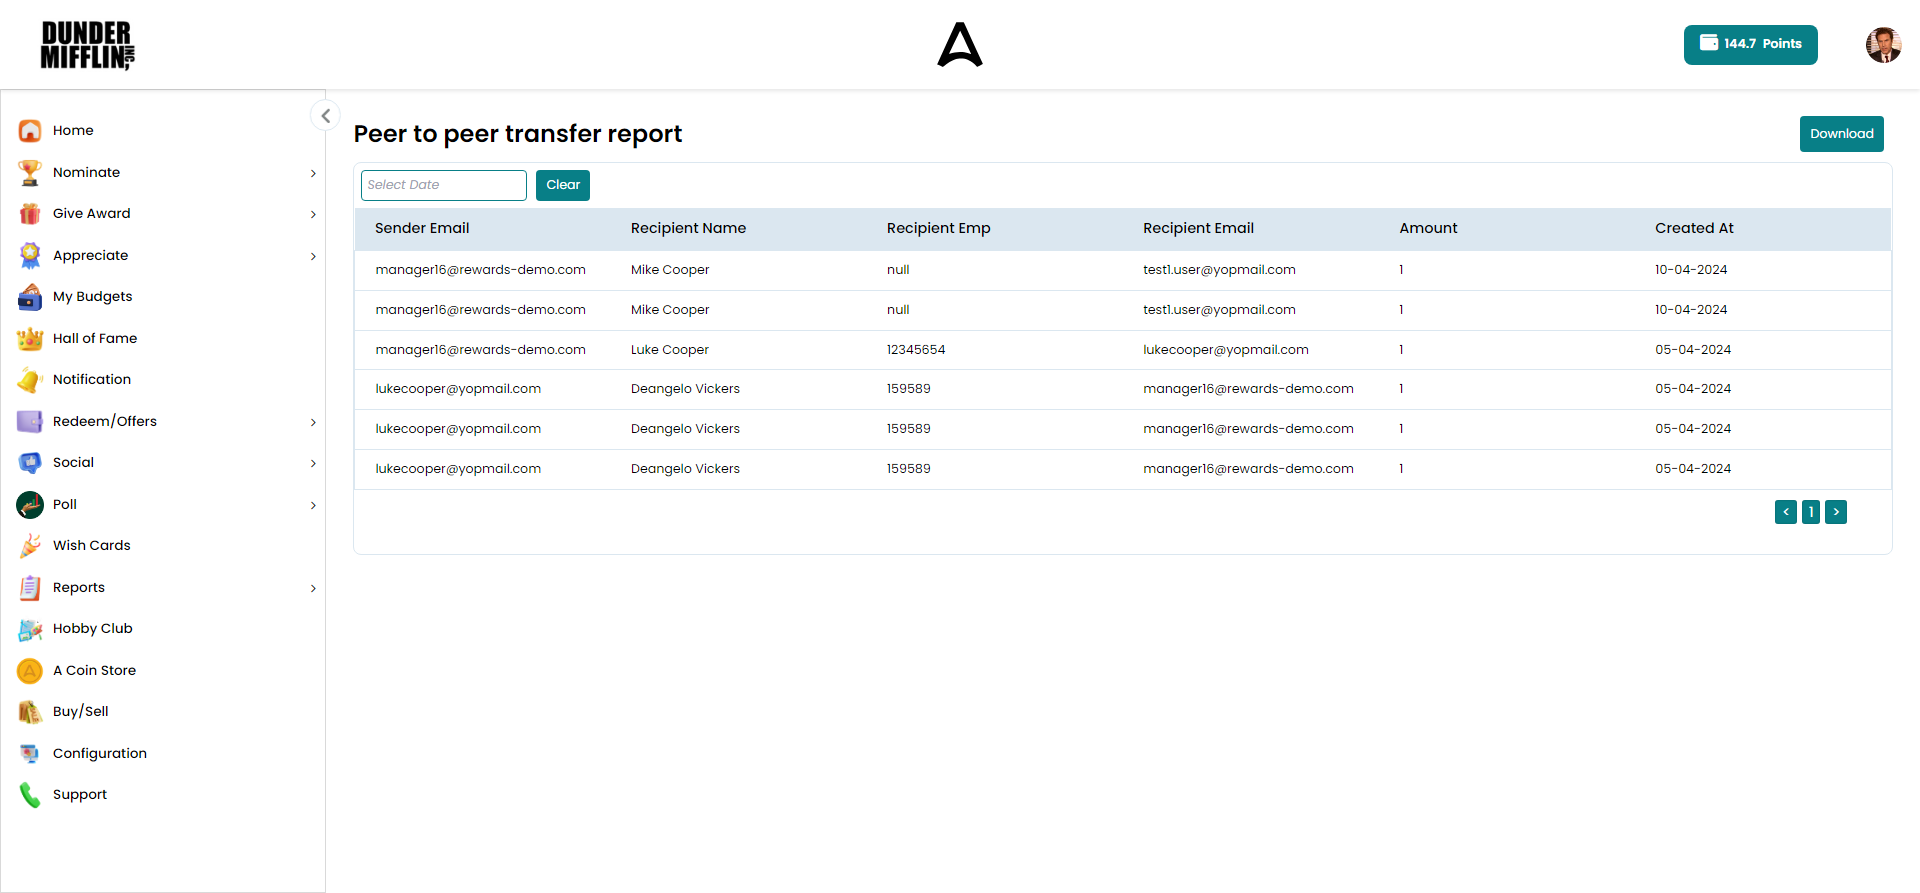 DUNDER
MIFFLIN INC,
144.7 Points
Home
Nominate
Give Award
Appreciate
My Budgets
Hall of Fame
Notification
Redeem/Offers
Social
Poll
Wish Cards
Reports
Hobby Club
A Coin Store
Buy/Sell
Configuration
Support
Peer to peer transfer report
Download
Select Date Clear
Sender Email Recipient Name Recipient Emp Recipient Email Amount Created At
manager16@rewards-demo.com Mike Cooper null test1.user@yopmail.com 1 10-04-2024
manager16@rewards-demo.com Mike Cooper null test1.user@yopmail.com 1 10-04-2024
manager16@rewards-demo.com Luke Cooper 12345654 lukecooper@yopmail.com 1 05-04-2024
lukecooper@yopmail.com Deangelo Vickers 159589 manager16@rewards-demo.com 1 05-04-2024
lukecooper@yopmail.com Deangelo Vickers 159589 manager16@rewards-demo.com 1 05-04-2024
lukecooper@yopmail.com Deangelo Vickers 159589 manager16@rewards-demo.com 1 05-04-2024
< 1 >